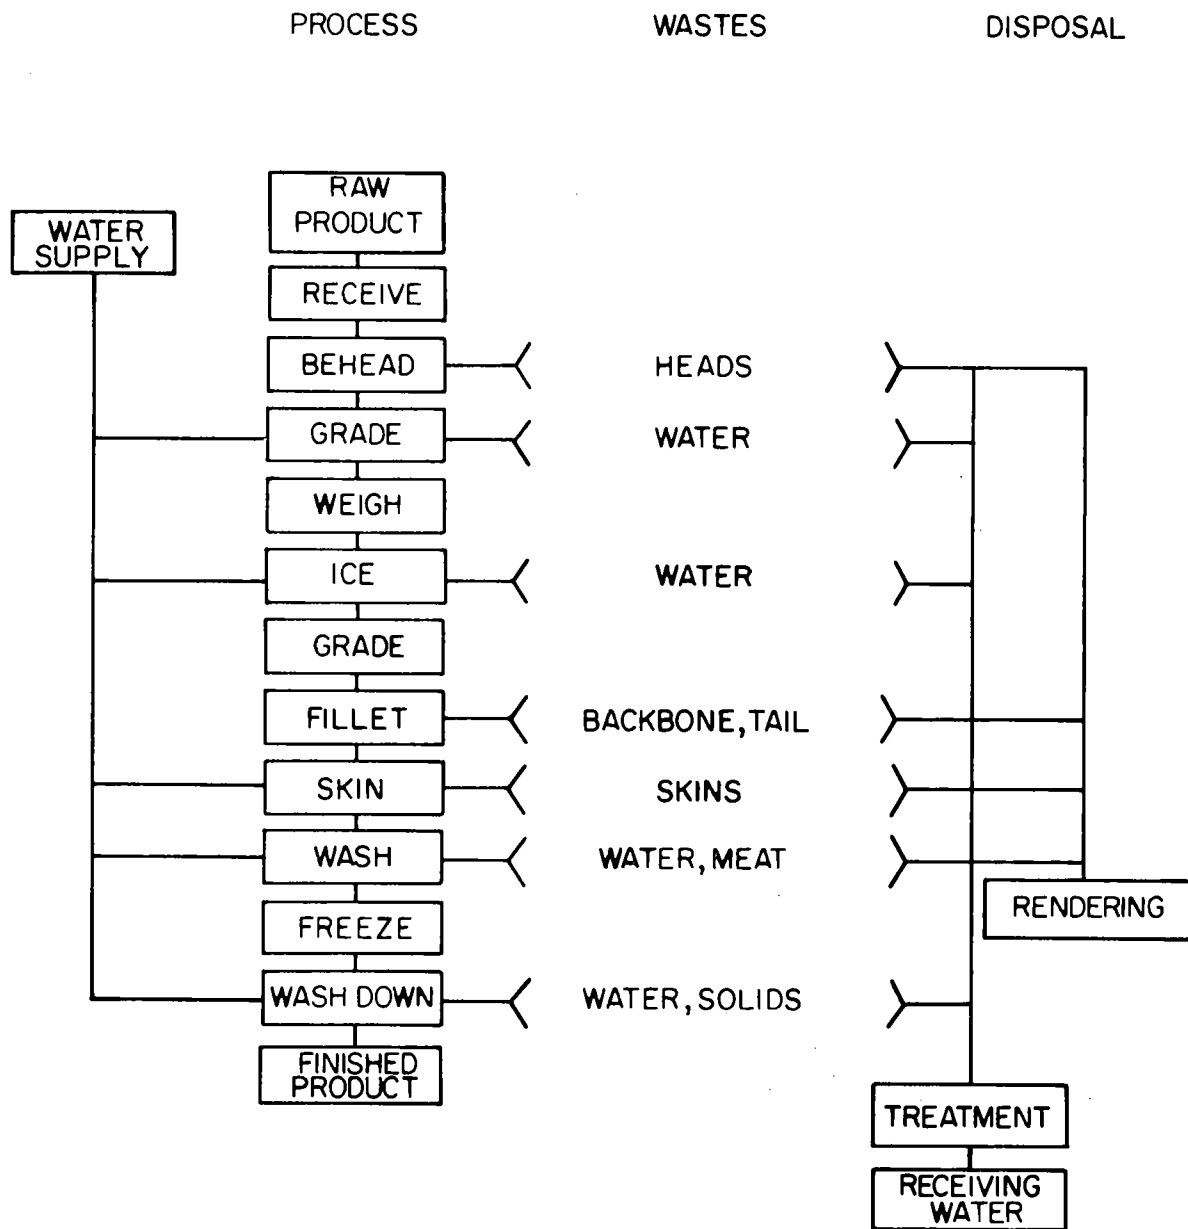 PROCESS WASTES DISPOSAL
RAW
PRODUCT
WATER
SUPPLY
RECEIVE
BEHEAD HEADS
GRADE WATER
WEIGH
ICE WATER
GRADE
FILLET BACKBONE, TAIL
SKIN SKINS
WASH WATER, MEAT
RENDERING
FREEZE
WASH DOWN WATER, SOLIDS
FINISHED
PRODUCT
TREATMENT
RECEIVING
WATER